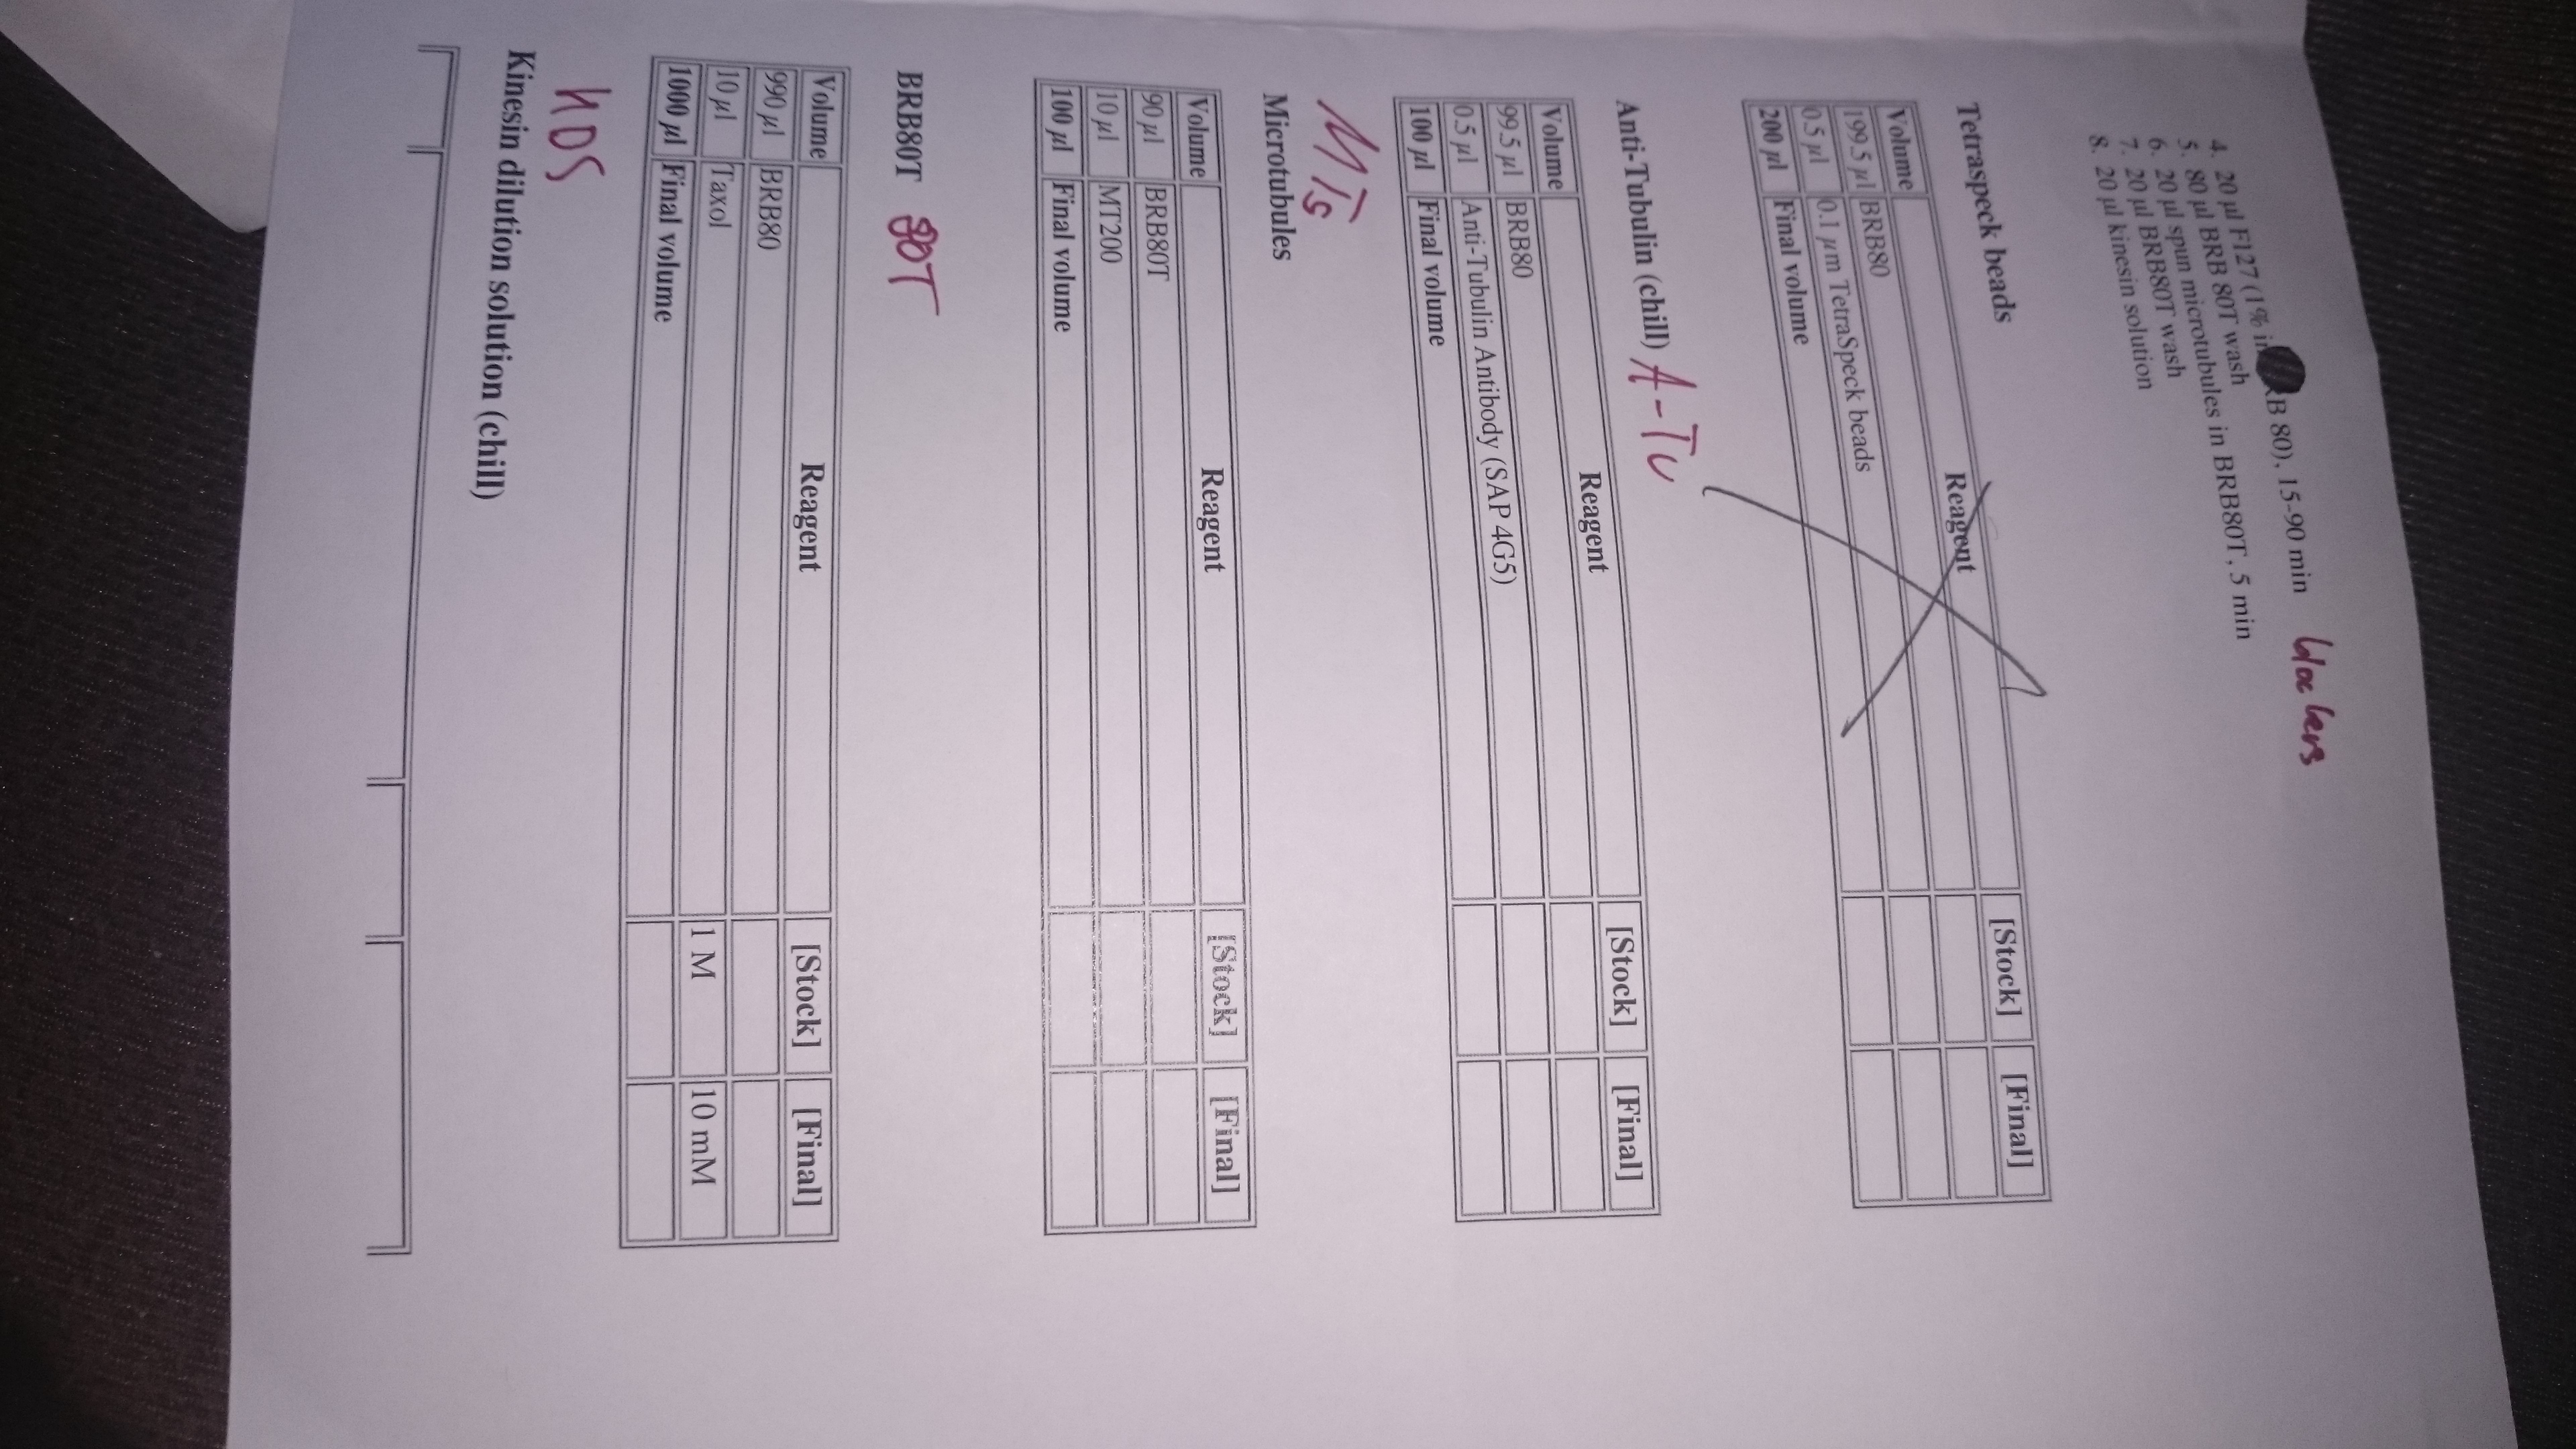 4. 20 µl F127 (1% in RB 80), 15-90 min blockers
5. 80 µl BRB 80T wash
6. 20 µl spun microtubules in BRB80T, 5 min
7. 20 µl BRB80T wash
8. 20 µl kinesin solution
Tetraspeck beads
Volume Reagent [Stock] [Final]
199.5 µl BRB80
0.5 µl 0.1 µm TetraSpeck beads
200 µl Final volume
Anti-Tubulin (chill) A-Tu
Volume Reagent [Stock] [Final]
99.5 µl BRB80
0.5 µl Anti-Tubulin Antibody (SAP 4G5)
100 µl Final volume
MTs
Microtubules
Volume Reagent [Stock] [Final]
90 µl BRB80T
10 µl MT200
100 µl Final volume
BRB80T 80T
Volume Reagent [Stock] [Final]
990 µl BRB80
10 µl Taxol 1 M 10 mM
1000 µl Final volume
KDS
Kinesin dilution solution (chill)